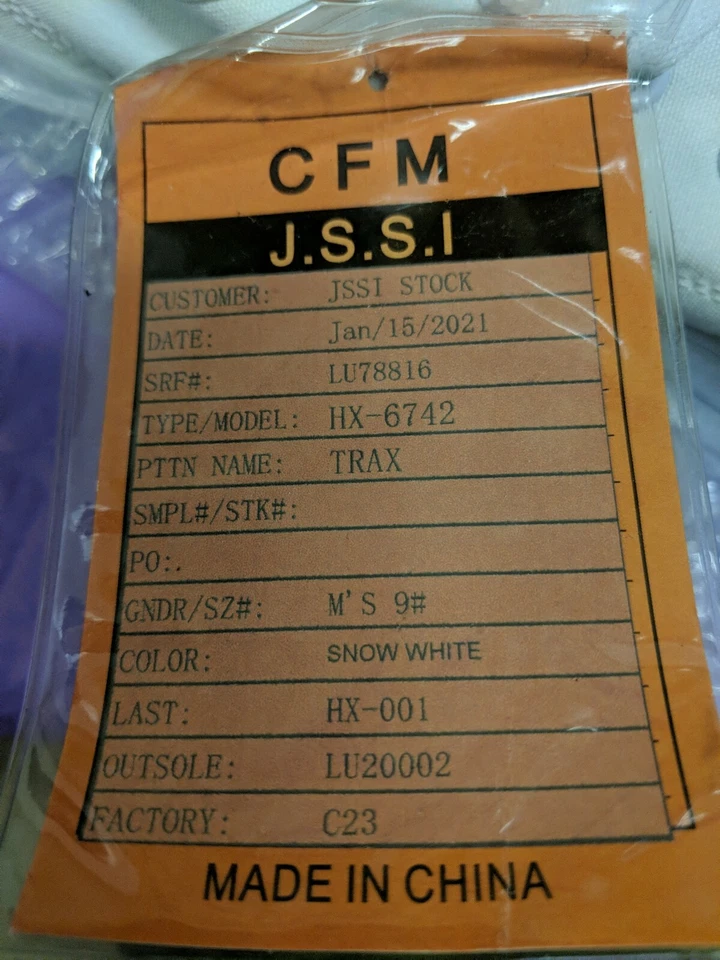 CFM
J.S.S.I
CUSTOMER: JSSI STOCK
DATE: Jan/15/2021
SRF#: LU78816
TYPE/MODEL: HX-6742
PTTN NAME: TRAX
SMPL#/STK#:
PO:.
GNDR/SZ#: M'S 9#
COLOR: SNOW WHITE
LAST: HX-001
OUTSOLE: LU20002
FACTORY: C23
MADE IN CHINA